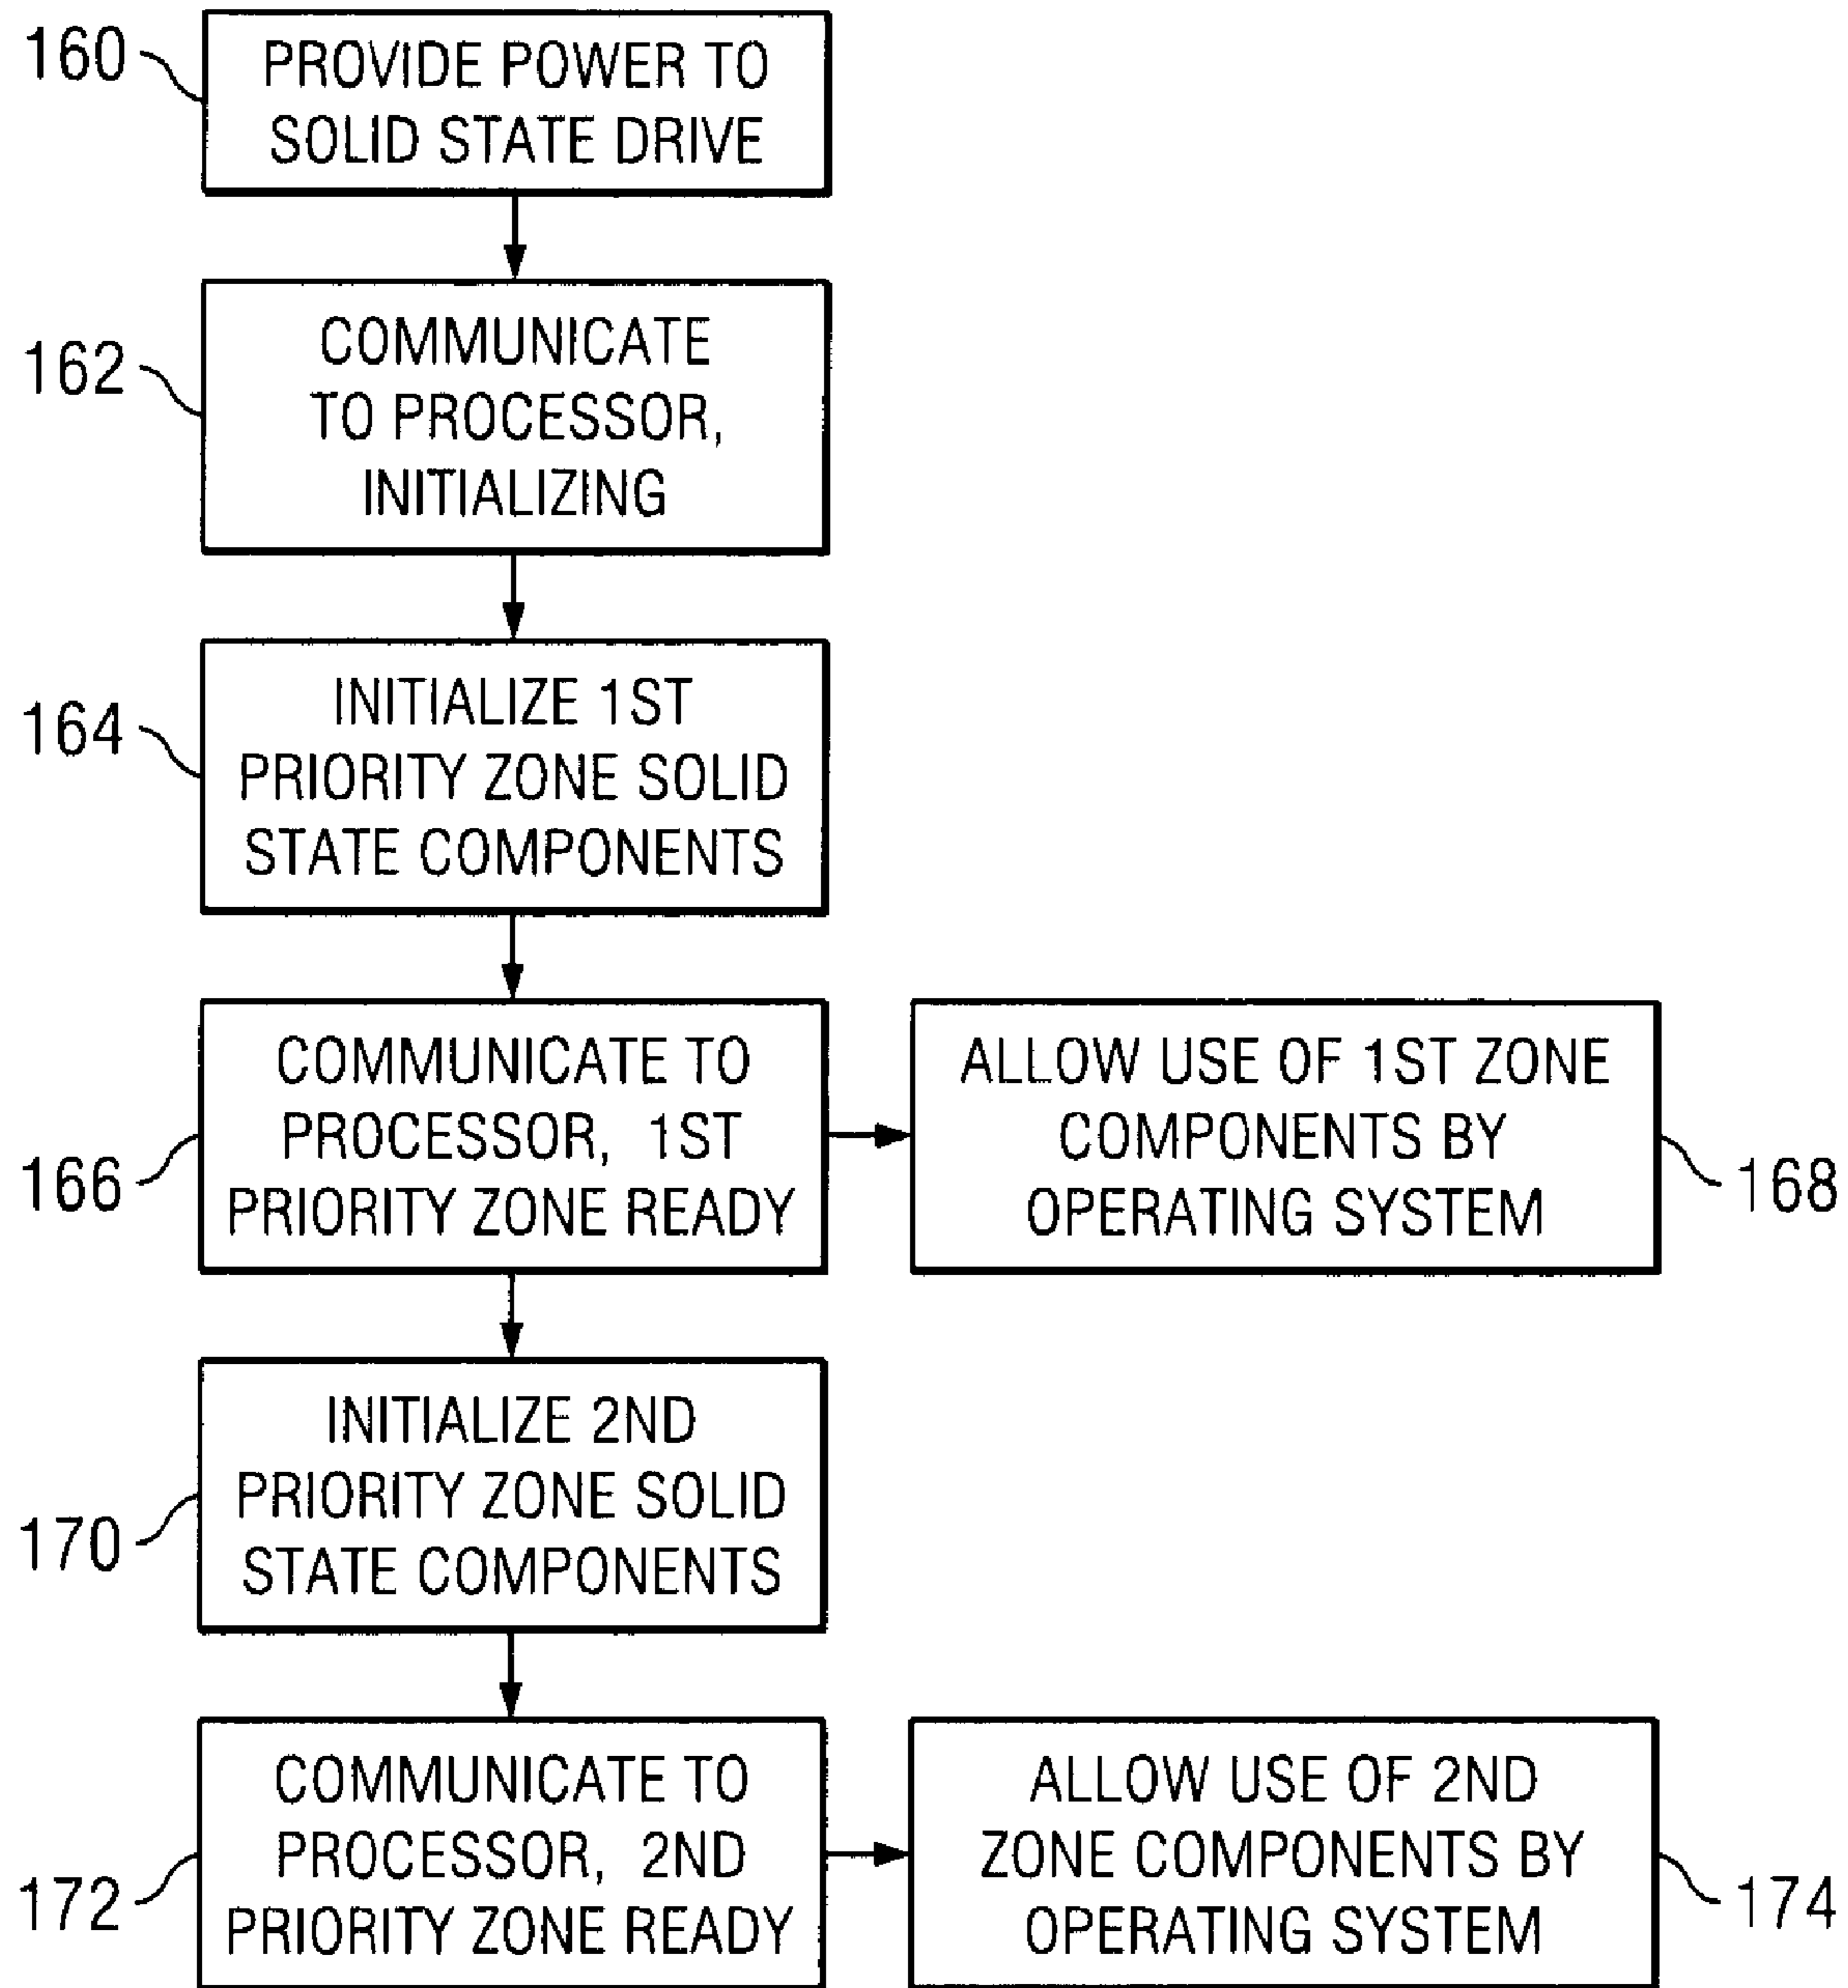 160
PROVIDE POWER TO
SOLID STATE DRIVE
162
COMMUNICATE
TO PROCESSOR,
INITIALIZING
164
INITIALIZE 1ST
PRIORITY ZONE SOLID
STATE COMPONENTS
166
COMMUNICATE TO
PROCESSOR, 1ST
PRIORITY ZONE READY
ALLOW USE OF 1ST ZONE
COMPONENTS BY
OPERATING SYSTEM
168
170
INITIALIZE 2ND
PRIORITY ZONE SOLID
STATE COMPONENTS
172
COMMUNICATE TO
PROCESSOR, 2ND
PRIORITY ZONE READY
ALLOW USE OF 2ND
ZONE COMPONENTS BY
OPERATING SYSTEM
174